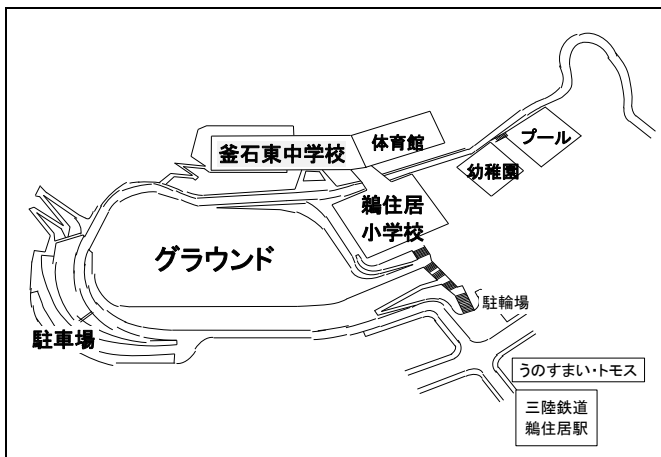 釜石東中学校
体育館
プール
幼稚園
鵜住居
小学校
グラウンド
駐輪場
駐車場
うのすまい・トモス
三陸鉄道
鵜住居駅